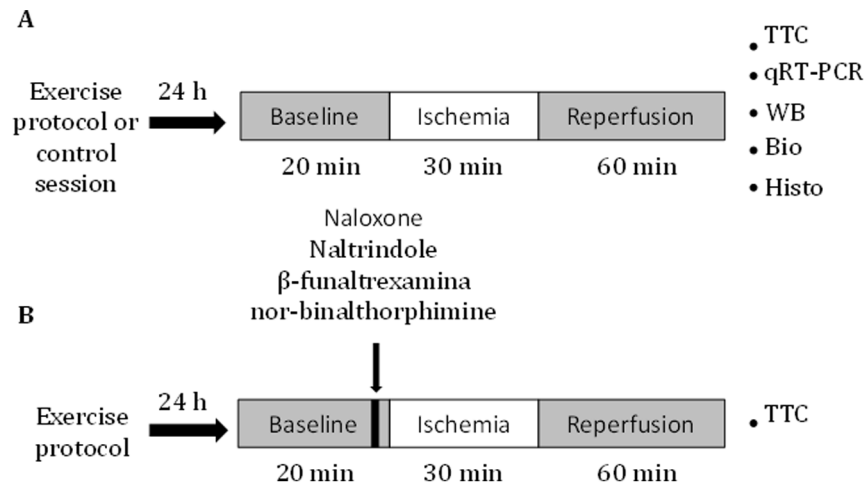 A
Exercise
protocol or
control
session
24 h
Baseline
Ischemia
Reperfusion
20 min
30 min
60 min
• TTC
• qRT-PCR
• WB
• Bio
• Histo
Naloxone
Naltrindole
β-funaltrexamina
nor-binalthorphimine
B
Exercise
protocol
24 h
Baseline
Ischemia
Reperfusion
20 min
30 min
60 min
• TTC